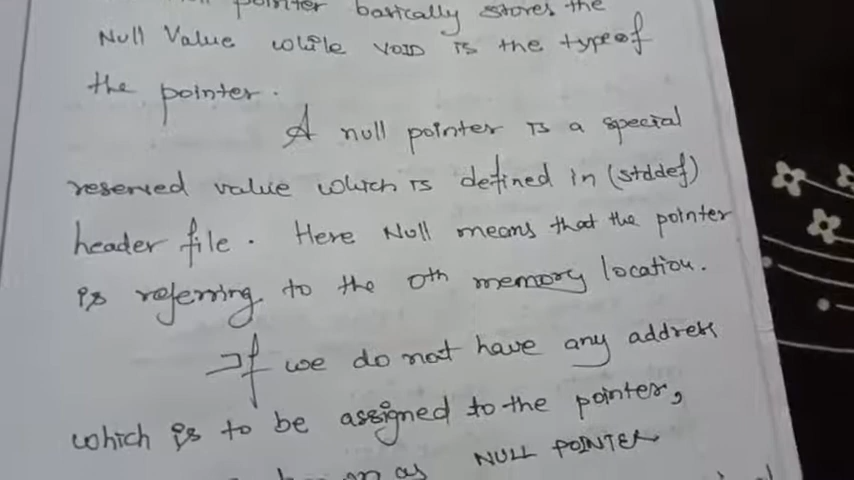 pointer basically stores the
Null Value while VOID is the type of
the pointer.
A null pointer is a special
reserved value which is defined in (stddef)
header file. Here Null means that the pointer
is referring to the 0th memory location.
If we do not have any address
which is to be assigned to the pointer,
as NULL POINTER